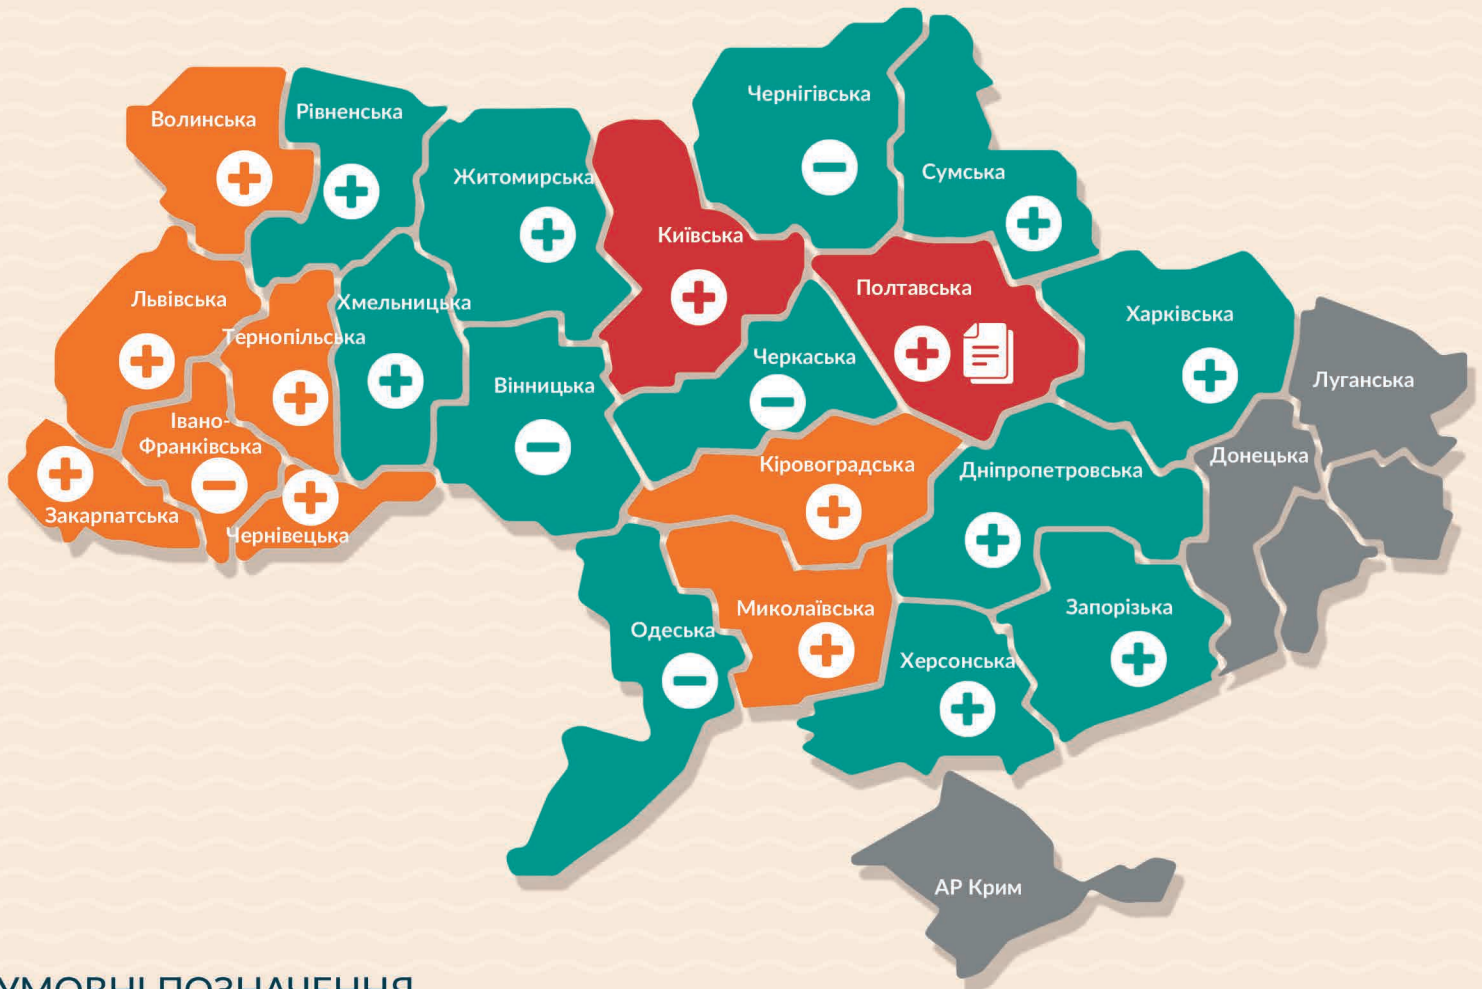 Чернігівська
Волинська
Рівненська
Житомирська
Сумська
Київська
Полтавська
Львівська
Хмельницька
Харківська
Тернопільська
Черкаська
Луганська
Вінницька
Івано-
Франківська
Кіровоградська
Дніпропетровська
Донецька
Закарпатська
Чернівецька
Миколаївська
Запорізька
Одеська
Херсонська
АР Крим
УМОВНІ ПОЗНАЧЕННЯ